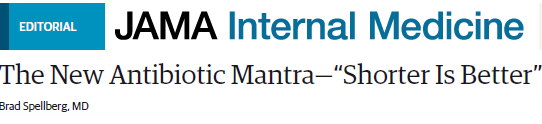 EDITORIAL
JAMA Internal Medicine
The New Antibiotic Mantra—“Shorter Is Better”
Brad Spellberg, MD